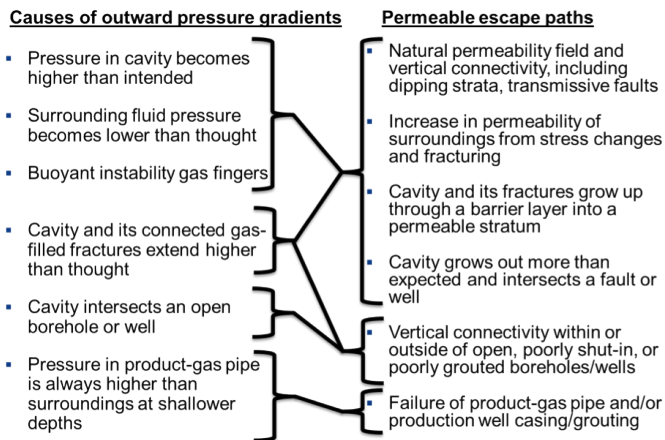 Causes of outward pressure gradients
▪ Pressure in cavity becomes
higher than intended
▪ Surrounding fluid pressure
becomes lower than thought
▪ Buoyant instability gas fingers
▪ Cavity and its connected gas-
filled fractures extend higher
than thought
▪ Cavity intersects an open
borehole or well
▪ Pressure in product-gas pipe
is always higher than
surroundings at shallower
depths
Permeable escape paths
▪ Natural permeability field and
vertical connectivity, including
dipping strata, transmissive faults
▪ Increase in permeability of
surroundings from stress changes
and fracturing
▪ Cavity and its fractures grow up
through a barrier layer into a
permeable stratum
▪ Cavity grows out more than
expected and intersects a fault or
well
▪ Vertical connectivity within or
outside of open, poorly shut-in, or
poorly grouted boreholes/wells
▪ Failure of product-gas pipe and/or
production well casing/grouting